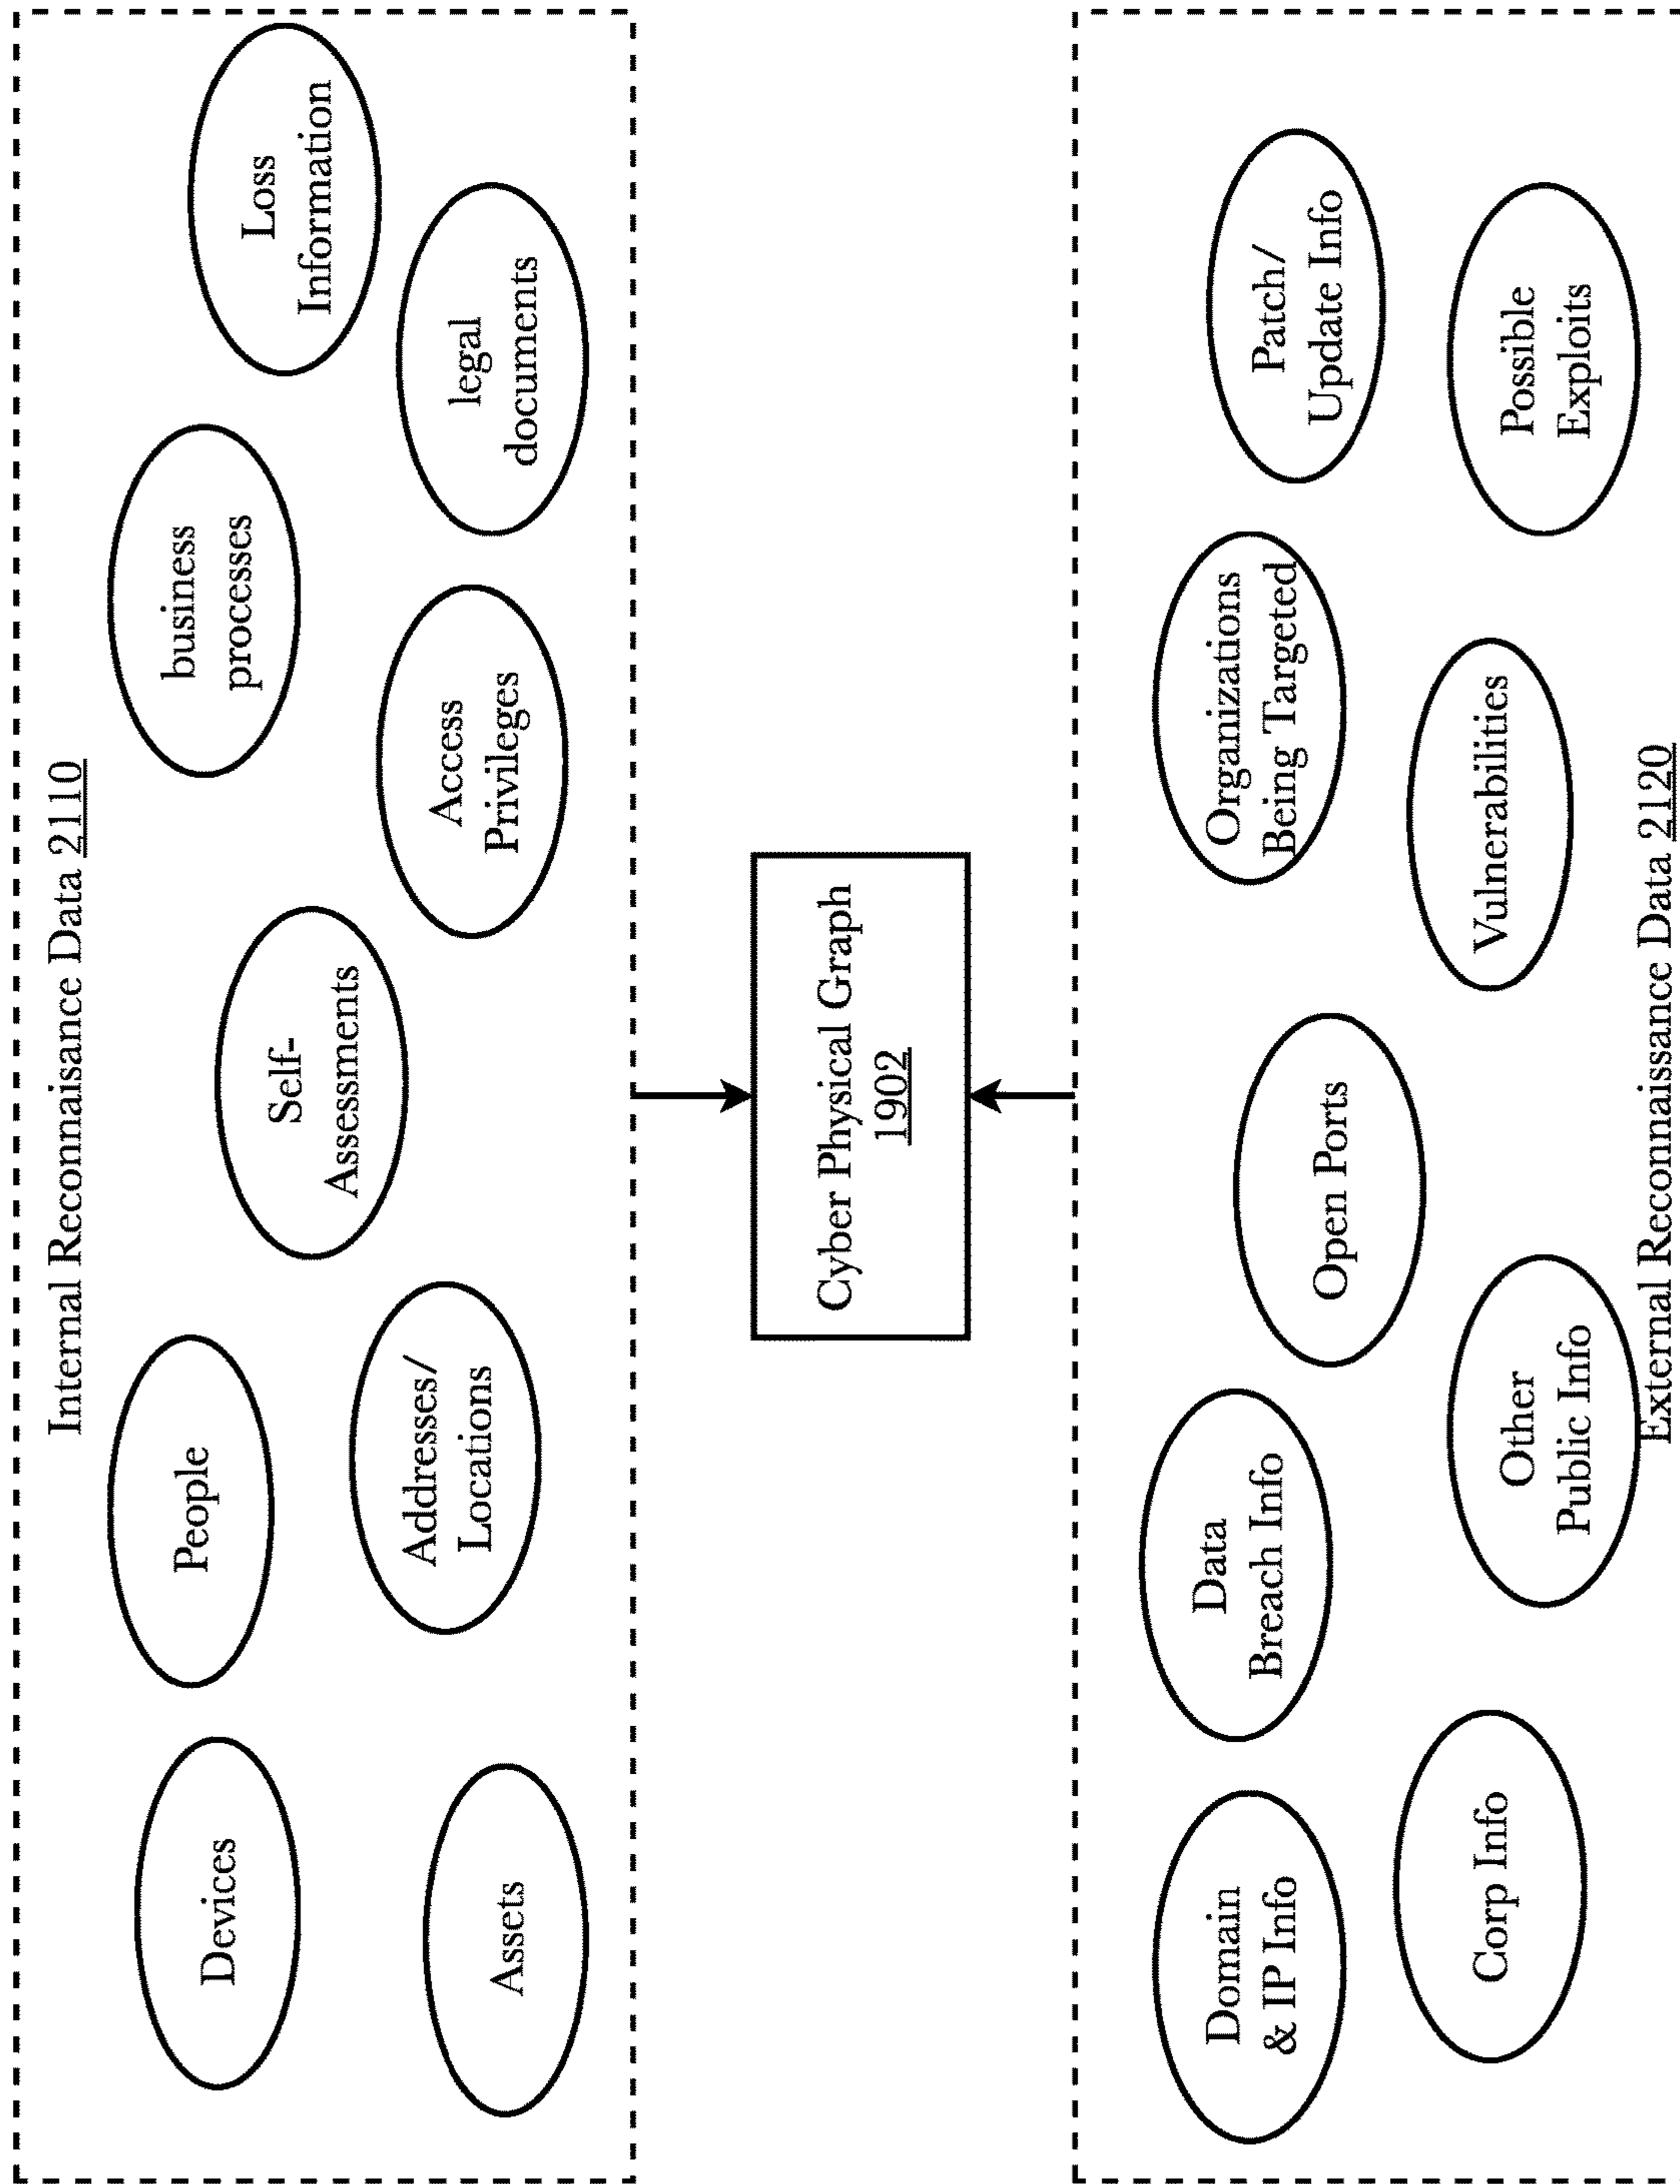 Internal Reconnaisance Data 2110
Devices
People
business
processes
Loss
Information
Self-
Assessments
Addresses/
Locations
Access
Privileges
legal
documents
Assets
Cyber Physical Graph
1902
Domain
& IP Info
Data
Breach Info
Organizations
Being Targeted
Patch/
Update Info
Open Ports
Corp Info
Other
Public Info
Vulnerabilities
Possible
Exploits
External Reconnaissance Data 2120